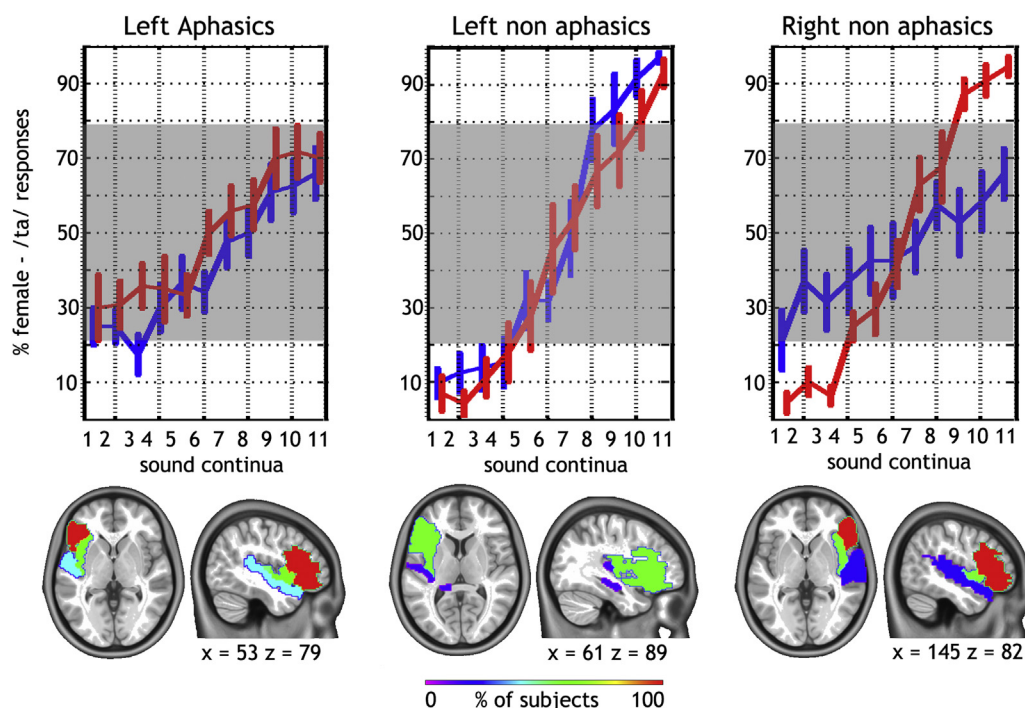 Left Aphasics
Left non aphasics
Right non aphasics
% female - /ta/ responses
90
70
50
30
10
90
70
50
30
10
90
70
50
30
10
1 2 3 4 5 6 7 8 9 10 11
1 2 3 4 5 6 7 8 9 10 11
1 2 3 4 5 6 7 8 9 10 11
sound continua
sound continua
sound continua
x = 53 z = 79
x = 61 z = 89
x = 145 z = 82
0 % of subjects 100